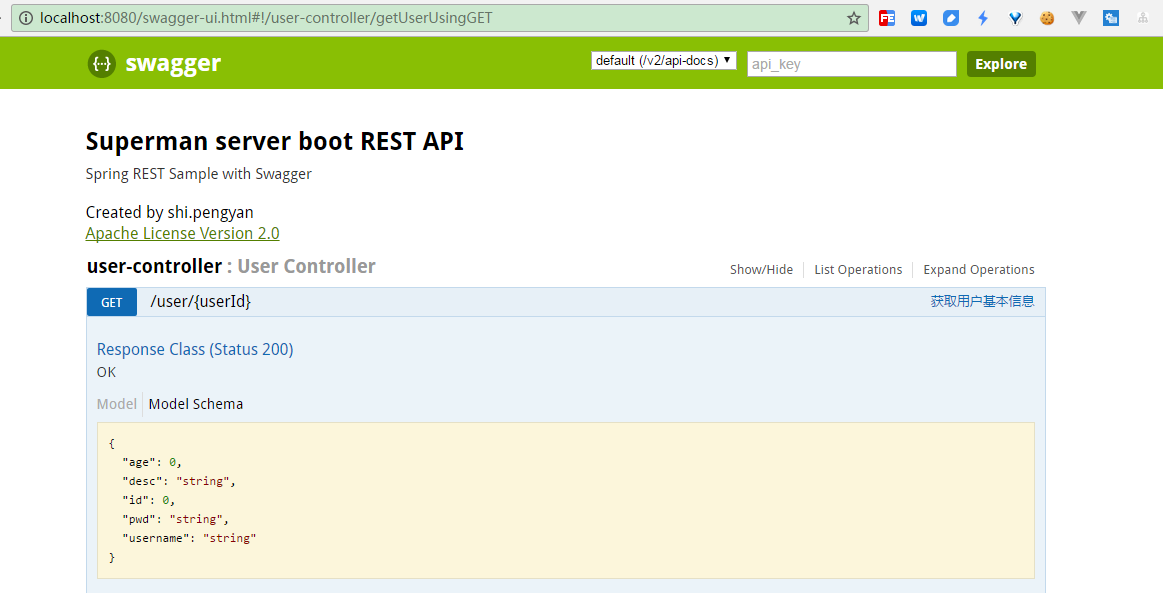 localhost:8080/swagger-ui.html#!/user-controller/getUserUsingGET
FE W
{··} swagger default (/v2/api-docs) ▼ api_key Explore
Superman server boot REST API
Spring REST Sample with Swagger
Created by shi.pengyan
Apache License Version 2.0
user-controller : User Controller Show/Hide List Operations Expand Operations
GET /user/{userId} 获取用户基本信息
Response Class (Status 200)
OK
Model Model Schema
{
"age": 0,
"desc": "string",
"id": 0,
"pwd": "string",
"username": "string"
}